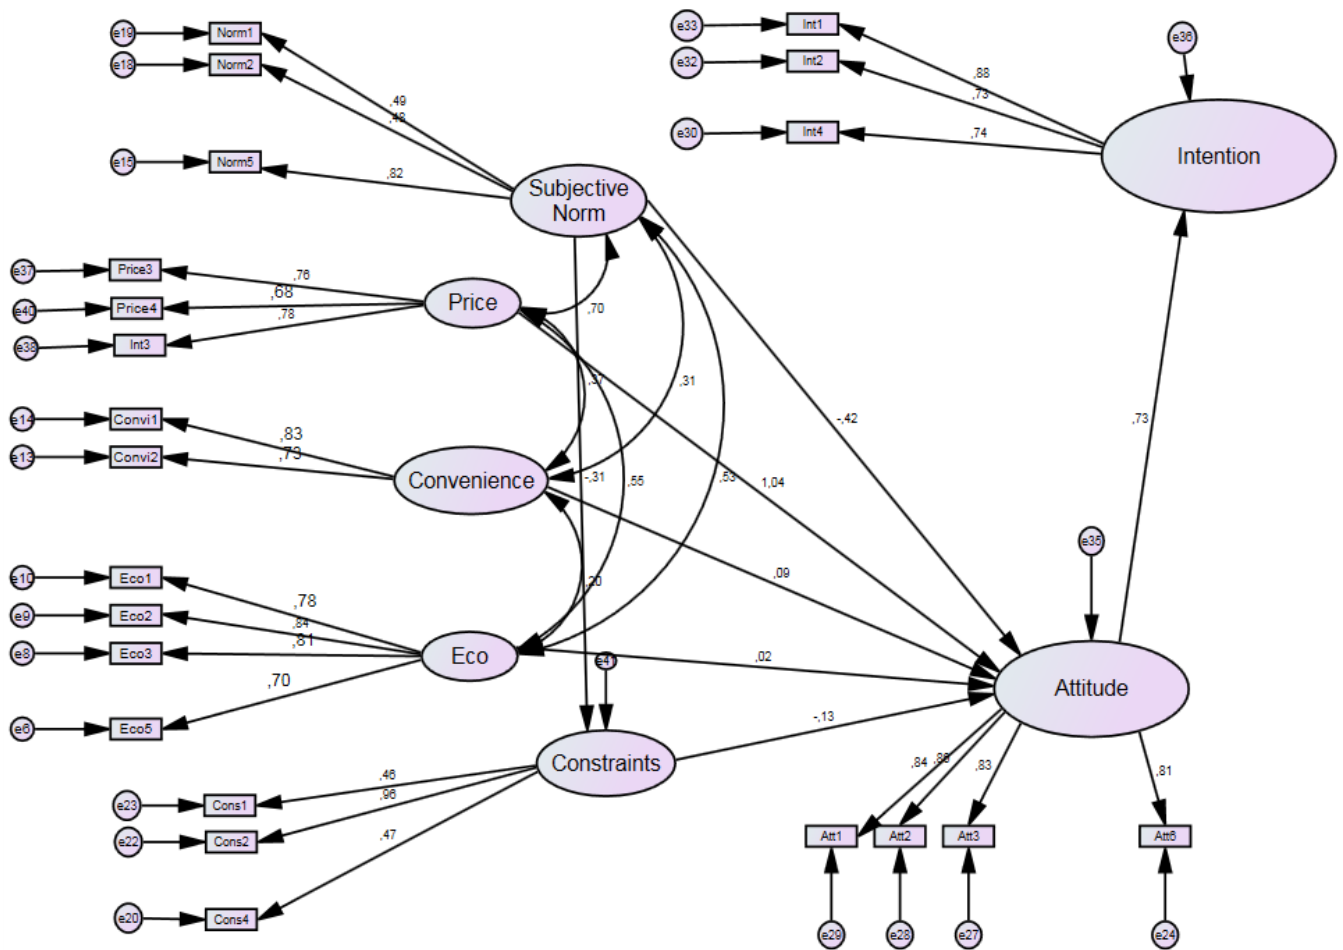 e19
Norm1
e18
Norm2
,49
,48
e15
Norm5
,82
Subjective
Norm
e33
Int1
e32
Int2
e30
Int4
,88
,73
,74
e36
Intention
e37
Price3
e40
Price4
e38
Int3
,76
,68
,78
Price
,70
e14
Convi1
e13
Convi2
,83
,73
Convenience
,37
,31
-,31
,55
,53
-,42
1,04
,73
,09
,20
e10
Eco1
e9
Eco2
e8
Eco3
e6
Eco5
,78
,84
,81
,70
Eco
e41
,02
e35
Attitude
-,13
Constraints
e23
Cons1
e22
Cons2
e20
Cons4
,46
,96
,47
,84
,86
,83
,81
Att1
Att2
Att3
Att6
e29
e28
e27
e24